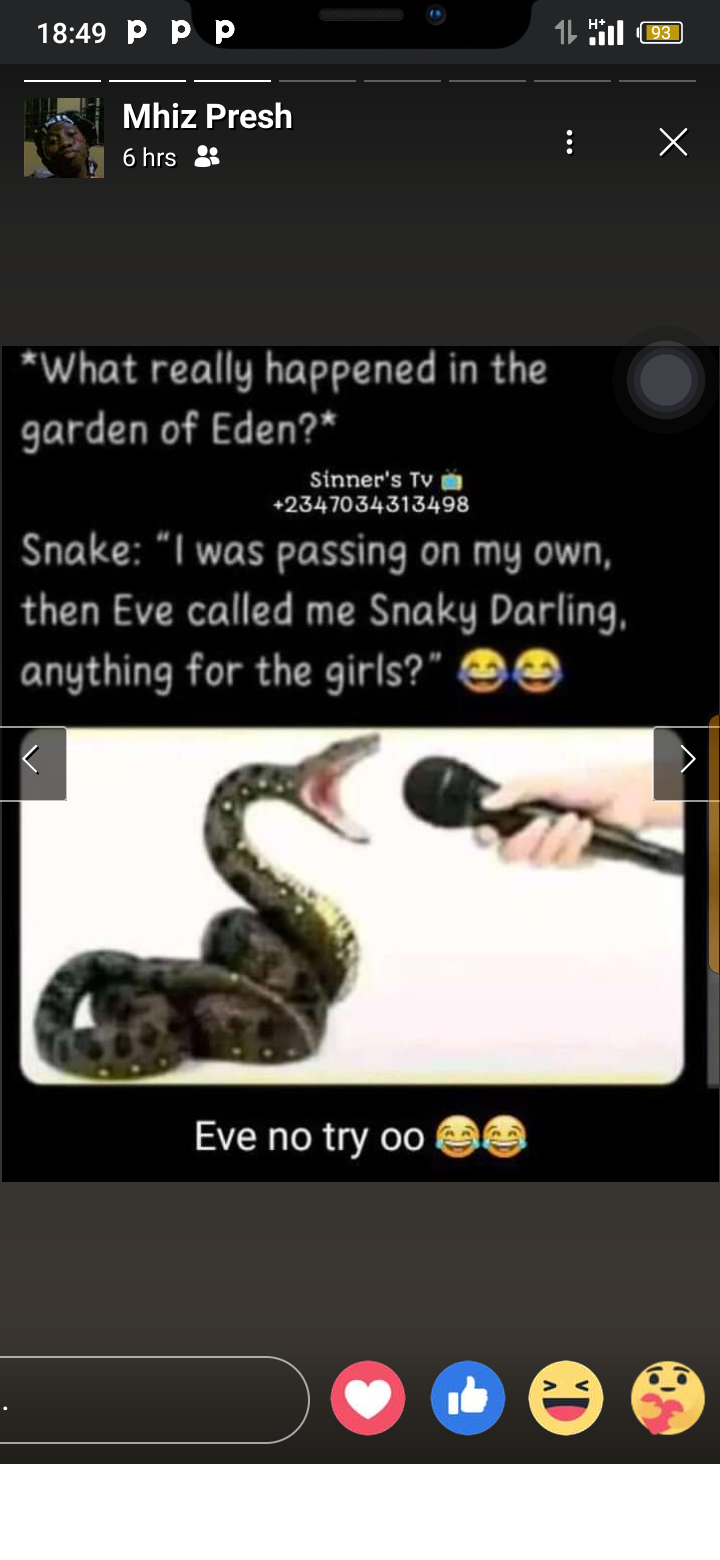 18:49
H+
93
Mhiz Presh
6 hrs
*What really happened in the
garden of Eden?*
Sinner's Tv 📺
+2347034313498
Snake: “I was passing on my own,
then Eve called me Snaky Darling,
anything for the girls?” 😂😂
Eve no try oo 😂😂
.